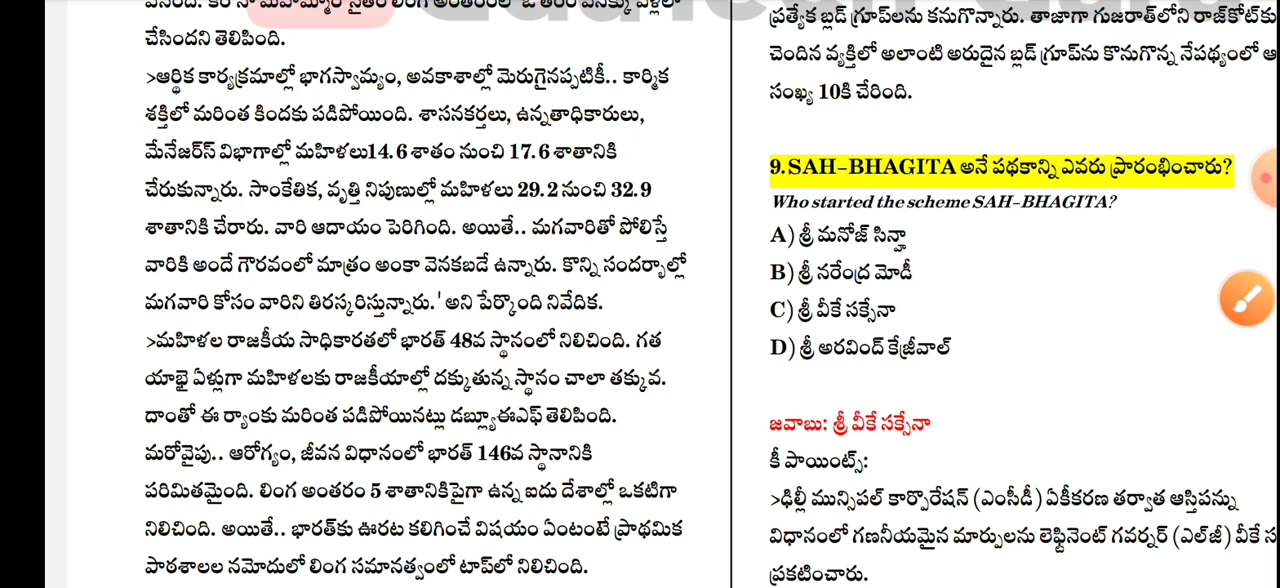 చేసిందని తెలిపింది.
>ఆర్థిక కార్యక్రమాల్లో భాగస్వామ్యం, అవకాశాల్లో మెరుగైనప్పటికీ.. కార్మిక
శక్తిలో మరింత కిందకు పడిపోయింది. శాసనకర్తలు, ఉన్నతాధికారులు,
మేనేజర్‌స్ విభాగాల్లో మహిళలు14.6 శాతం నుంచి 17.6 శాతానికి
చేరుకున్నారు. సాంకేతిక, వృత్తి నిపుణుల్లో మహిళలు 29.2 నుంచి 32.9
శాతానికి చేరారు. వారి ఆదాయం పెరిగింది. అయితే.. మగవారితో పోలిస్తే
వారికి అందే గౌరవంలో మాత్రం అంకా వెనకబడే ఉన్నారు. కొన్ని సందర్భాల్లో
మగవారి కోసం వారిని తిరస్కరిస్తున్నారు.' అని పేర్కొంది నివేదిక.
>మహిళల రాజకీయ సాధికారతలో భారత్ 48వ స్థానంలో నిలిచింది. గత
యాభై ఏళ్లుగా మహిళలకు రాజకీయాల్లో దక్కుతున్న స్థానం చాలా తక్కువ.
దాంతో ఈ ర్యాంకు మరింత పడిపోయినట్లు డబ్ల్యూఈఎఫ్ తెలిపింది.
మరోవైపు.. ఆరోగ్యం, జీవన విధానంలో భారత్ 146వ స్థానానికి
పరిమితమైంది. లింగ అంతరం 5 శాతానికిపైగా ఉన్న ఐదు దేశాల్లో ఒకటిగా
నిలిచింది. అయితే.. భారత్‌కు ఊరట కలిగించే విషయం ఏంటంటే ప్రాథమిక
పాఠశాలల నమోదులో లింగ సమానత్వంలో టాప్‌లో నిలిచింది.
ప్రత్యేక బ్లడ్ గ్రూప్‌లను కనుగొన్నారు. తాజాగా గుజరాత్‌లోని రాజ్‌కోట్‌కు
చెందిన వ్యక్తిలో అలాంటి అరుదైన బ్లడ్ గ్రూప్‌ను కొనుగొన్న నేపథ్యంలో ఆ
సంఖ్య 10కి చేరింది.
9.SAH-BHAGITA అనే పథకాన్ని ఎవరు ప్రారంభించారు?
Who started the scheme SAH-BHAGITA?
A) శ్రీ మనోజ్ సిన్హా
B) శ్రీ నరేంద్ర మోడీ
C) శ్రీ వీకే సక్సేనా
D) శ్రీ అరవింద్ కేజ్రీవాల్
జవాబు: శ్రీ వీకే సక్సేనా
కీ పాయింట్స్:
>ఢిల్లీ మున్సిపల్ కార్పొరేషన్ (ఎంసీడీ) ఏకీకరణ తర్వాత ఆస్తిపన్ను
విధానంలో గణనీయమైన మార్పులను లెఫ్టినెంట్ గవర్నర్ (ఎల్‌జీ) వీకే స
ప్రకటించారు.